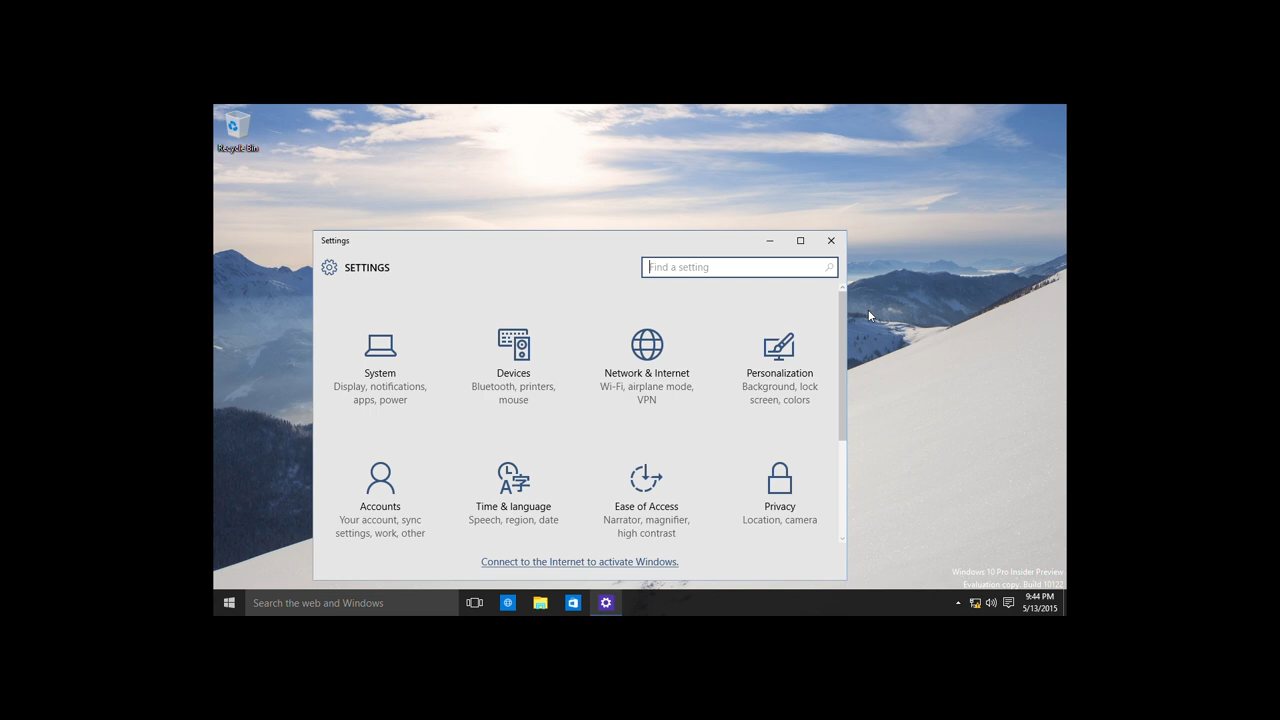 Recycle Bin
Settings
SETTINGS
Find a setting
System
Display, notifications,
apps, power
Devices
Bluetooth, printers,
mouse
Network & Internet
Wi-Fi, airplane mode,
VPN
Personalization
Background, lock
screen, colors
Accounts
Your account, sync
settings, work, other
Time & language
Speech, region, date
Ease of Access
Narrator, magnifier,
high contrast
Privacy
Location, camera
Connect to the Internet to activate Windows.
Windows 10 Pro Insider Preview
Evaluation copy. Build 10122
Search the web and Windows
9:44 PM
5/13/2015